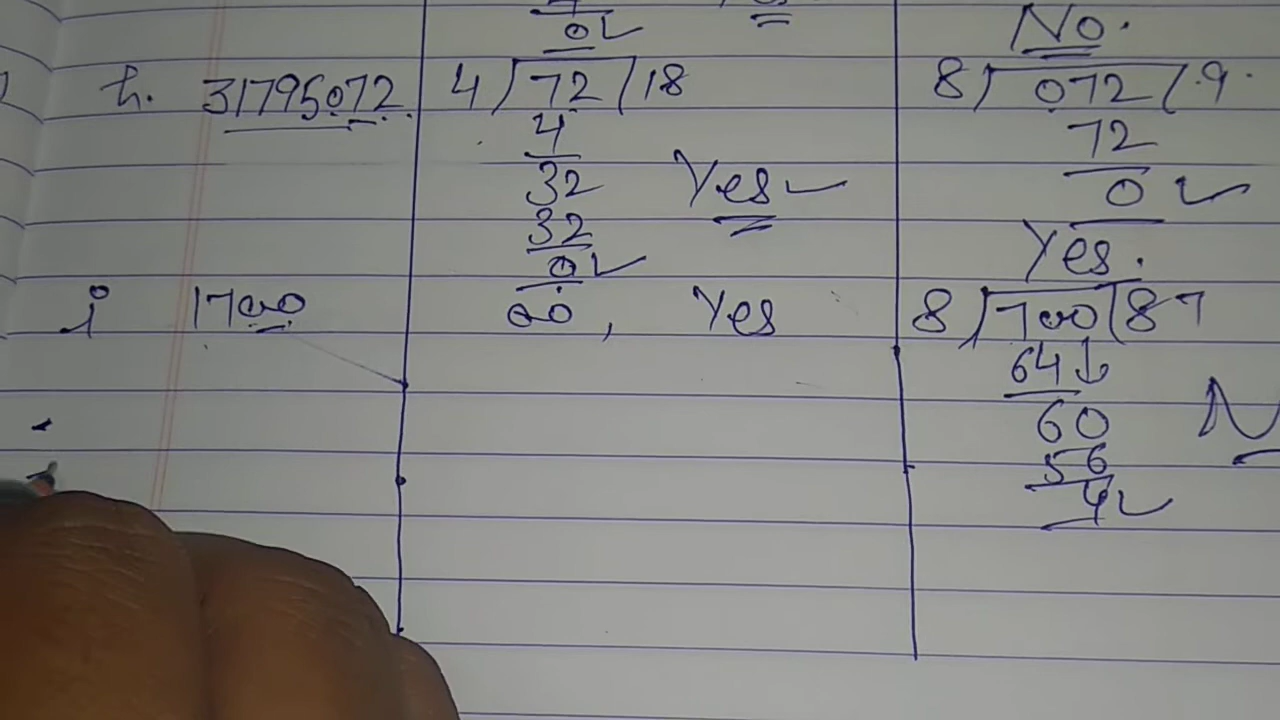 0
No.
h. 31795072 4)72(18 8)072(9
4 72
32 Yes 0
32 Yes.
0
i 1700 00, Yes 8)700(87
64↓
60
56
4